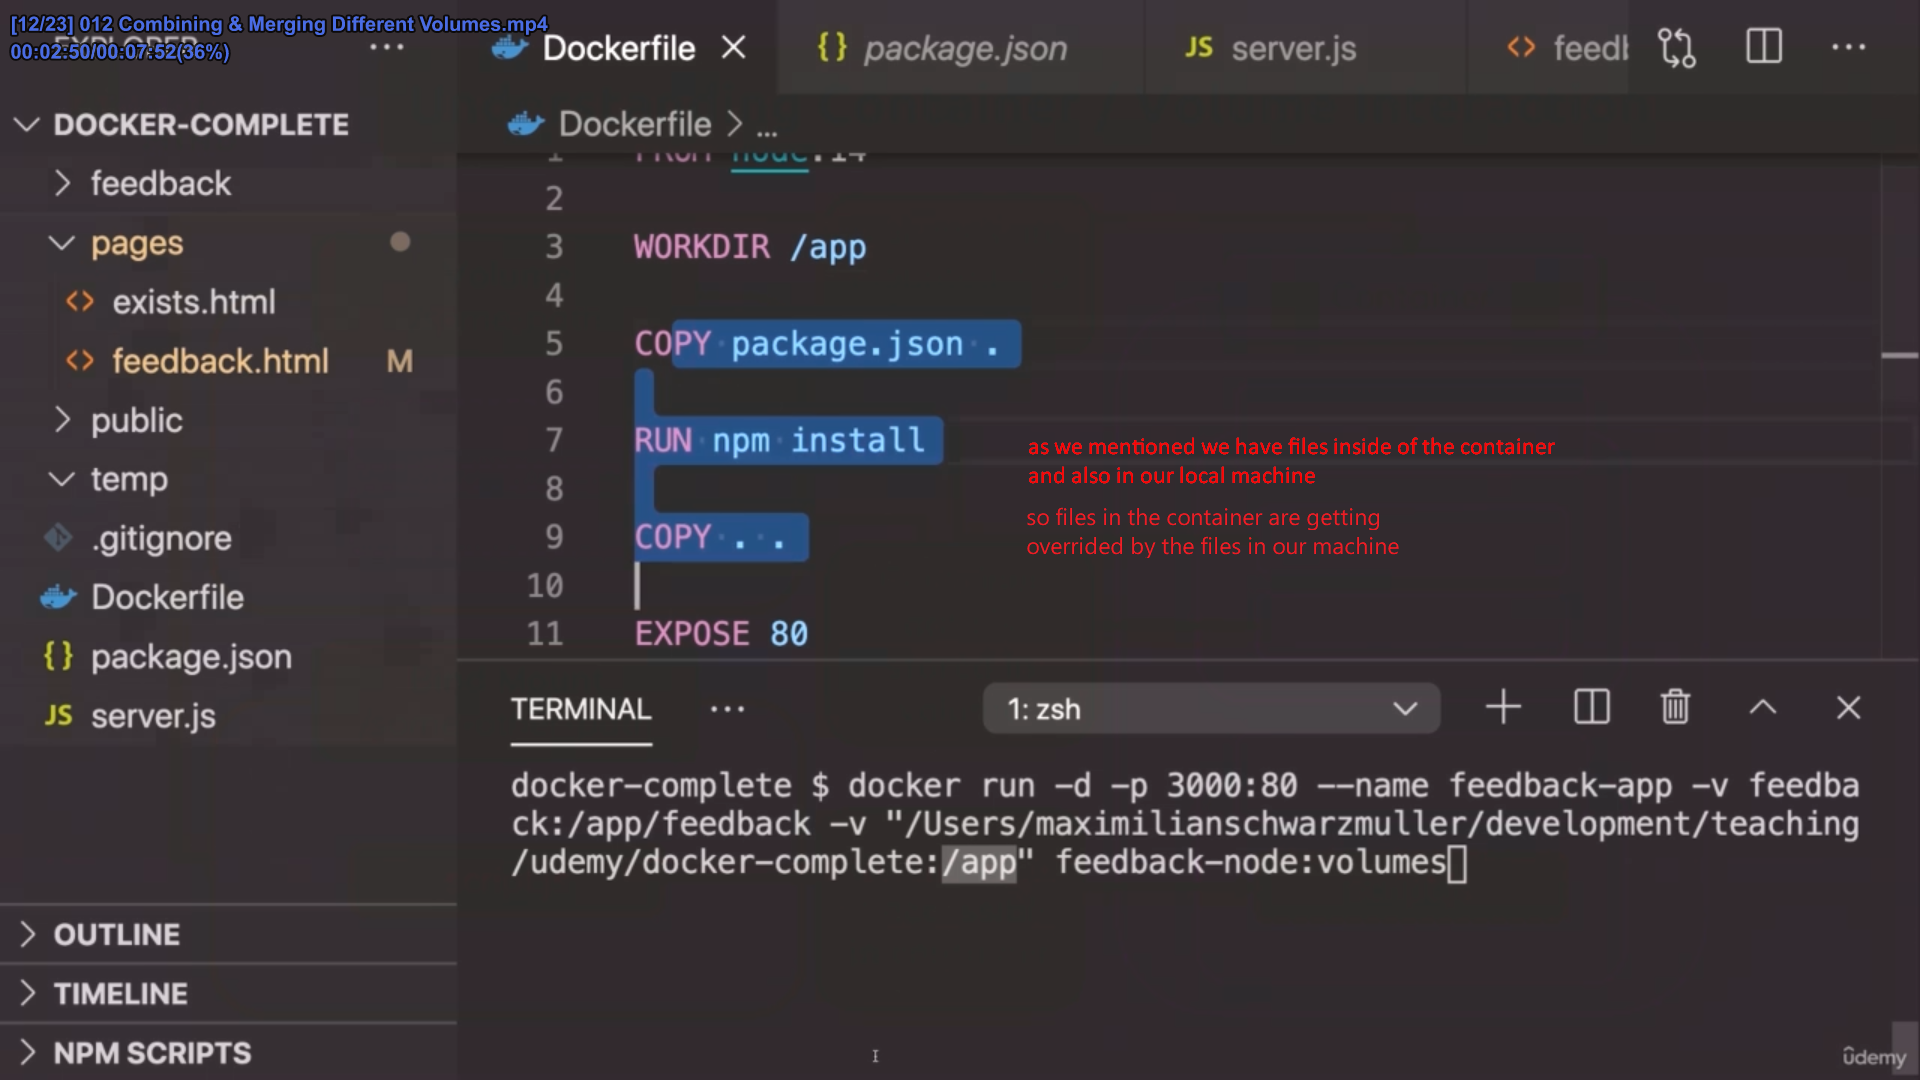 [12/23] 012 Combining & Merging Different Volumes.mp4
00:02:50/00:07:52(36%)
EXPLORER
Dockerfile
package.json
server.js
feedb
DOCKER-COMPLETE
Dockerfile > ...
feedback
pages
exists.html
feedback.html M
public
temp
.gitignore
Dockerfile
package.json
server.js
OUTLINE
TIMELINE
NPM SCRIPTS
1 FROM node:14
2
3 WORKDIR /app
4
5 COPY package.json .
6
7 RUN npm install
8
9 COPY . .
10
11 EXPOSE 80
as we mentioned we have files inside of the container
and also in our local machine
so files in the container are getting
overrided by the files in our machine
TERMINAL
1: zsh
docker-complete $ docker run -d -p 3000:80 --name feedback-app -v feedba
ck:/app/feedback -v "/Users/maximilianschwarzmuller/development/teaching
/udemy/docker-complete:/app" feedback-node:volumes
udemy